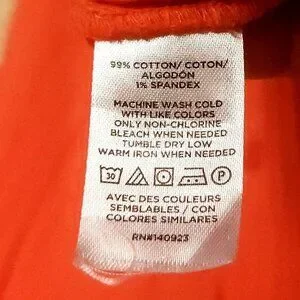 99% COTTON/ COTON/
ALGODÓN
1% SPANDEX
MACHINE WASH COLD
WITH LIKE COLORS
ONLY NON-CHLORINE
BLEACH WHEN NEEDED
TUMBLE DRY LOW
WARM IRON WHEN NEEDED
30 P
AVEC DES COULEURS
SEMBLABLES / CON
COLORES SIMILARES
RN#140923